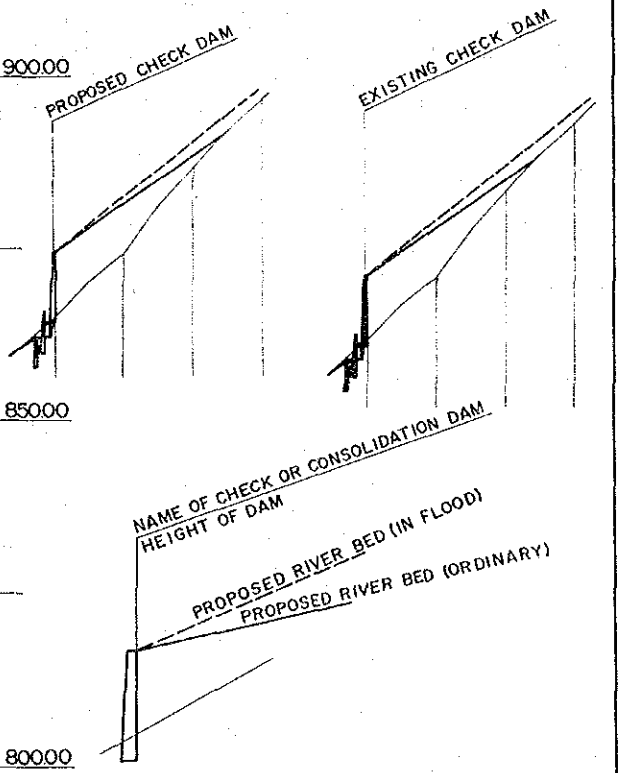 900.00
PROPOSED CHECK DAM
EXISTING CHECK DAM
850.00
NAME OF CHECK OR CONSOLIDATION DAM
HEIGHT OF DAM
PROPOSED RIVER BED (IN FLOOD)
PROPOSED RIVER BED (ORDINARY)
800.00